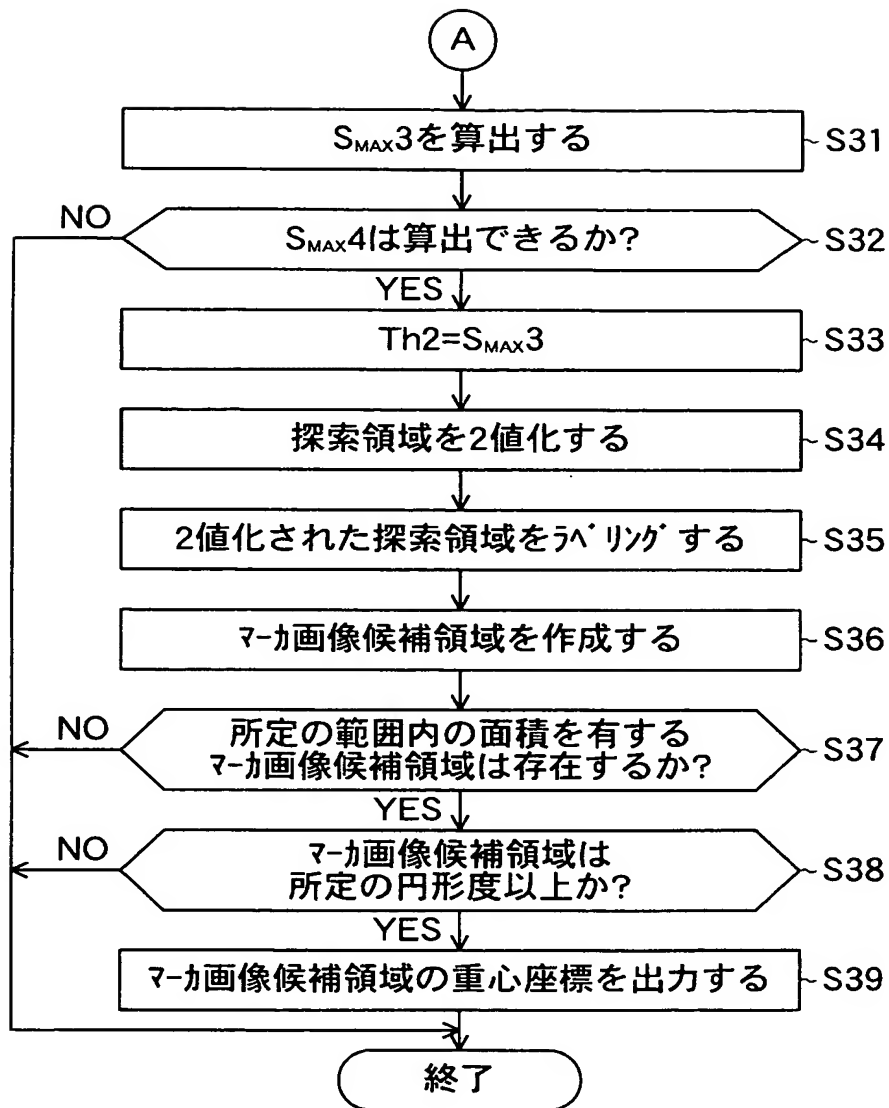 A
SMAX3を算出する
S31
NO
SMAX4は算出できるか?
S32
YES
Th2=SMAX3
S33
探索領域を2値化する
S34
2値化された探索領域をﾗﾍﾞﾘﾝｸﾞする
S35
ﾏｰｶ画像候補領域を作成する
S36
NO
所定の範囲内の面積を有する
ﾏｰｶ画像候補領域は存在するか?
S37
YES
NO
ﾏｰｶ画像候補領域は
所定の円形度以上か?
S38
YES
ﾏｰｶ画像候補領域の重心座標を出力する
S39
終了